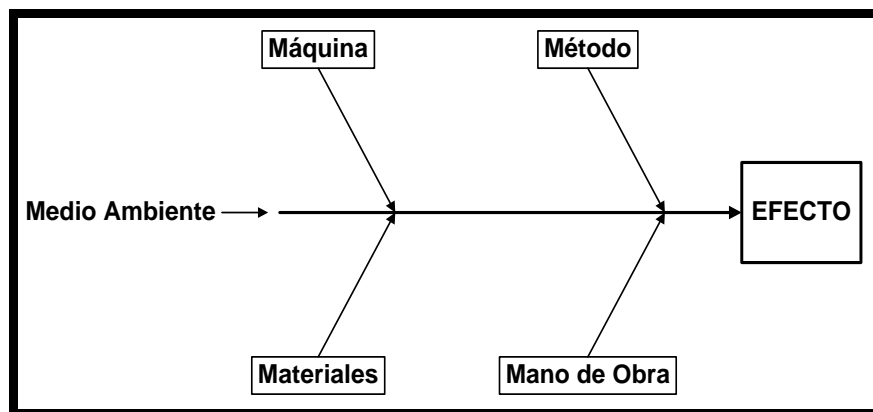 Máquina
Método
Medio Ambiente
EFECTO
Materiales
Mano de Obra